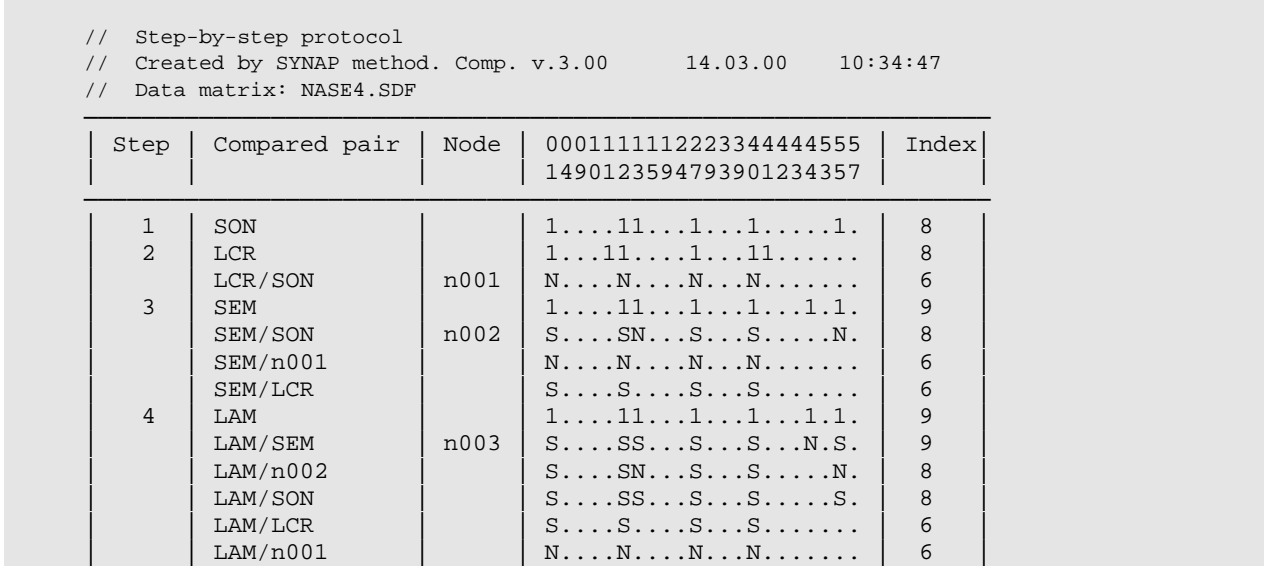 // Step-by-step protocol
// Created by SYNAP method. Comp. v.3.00 14.03.00 10:34:47
// Data matrix: NASE4.SDF
| Step | Compared pair | Node | 0001111112223344444555 | Index|
| | | | 1490123594793901234357 | |
| 1 | SON | | 1....11...1...1.....1. | 8 |
| 2 | LCR | | 1...11....1...11...... | 8 |
| | LCR/SON | n001 | N....N....N...N....... | 6 |
| 3 | SEM | | 1....11...1...1...1.1. | 9 |
| | SEM/SON | n002 | S....SN...S...S.....N. | 8 |
| | SEM/n001 | | N....N....N...N....... | 6 |
| | SEM/LCR | | S....S....S...S....... | 6 |
| 4 | LAM | | 1....11...1...1...1.1. | 9 |
| | LAM/SEM | n003 | S....SS...S...S...N.S. | 9 |
| | LAM/n002 | | S....SN...S...S.....N. | 8 |
| | LAM/SON | | S....SS...S...S.....S. | 8 |
| | LAM/LCR | | S....S....S...S....... | 6 |
| | LAM/n001 | | N....N....N...N....... | 6 |